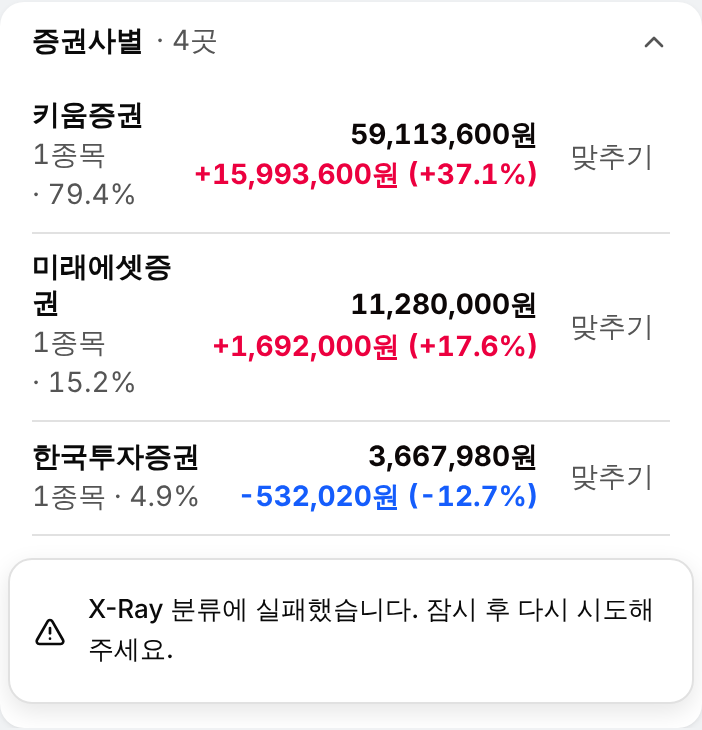 증권사별 · 4곳
키움증권
1종목
· 79.4%
59,113,600원
+15,993,600원 (+37.1%)
맞추기
미래에셋증
권
1종목
· 15.2%
11,280,000원
+1,692,000원 (+17.6%)
맞추기
한국투자증권
1종목 · 4.9%
3,667,980원
-532,020원 (-12.7%)
맞추기
X-Ray 분류에 실패했습니다. 잠시 후 다시 시도해
주세요.